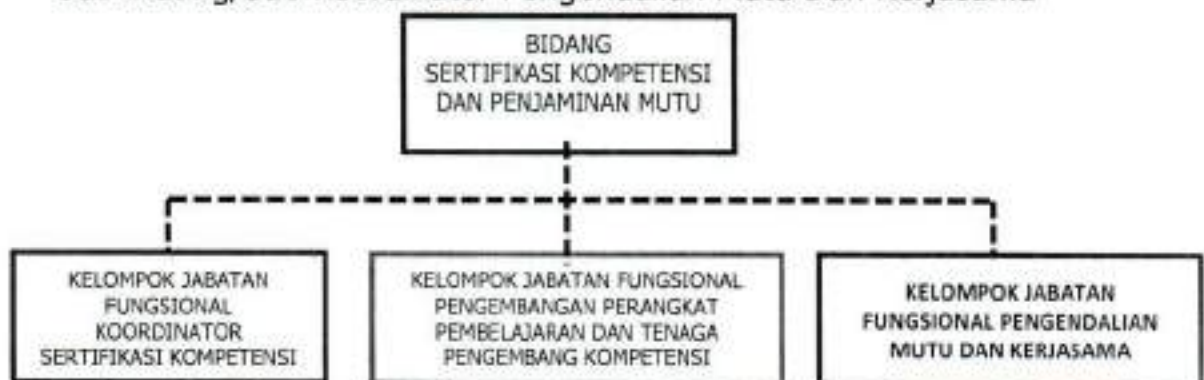 BIDANG
SERTIFIKASI KOMPETENSI
DAN PENJAMINAN MUTU
KELOMPOK JABATAN
FUNGSIONAL
KOORDINATOR
SERTIFIKASI KOMPETENSI
KELOMPOK JABATAN FUNGSIONAL
PENGEMBANGAN PERANGKAT
PEMBELAJARAN DAN TENAGA
PENGEMBANG KOMPETENSI
KELOMPOK JABATAN
FUNGSIONAL PENGENDALIAN
MUTU DAN KERJASAMA